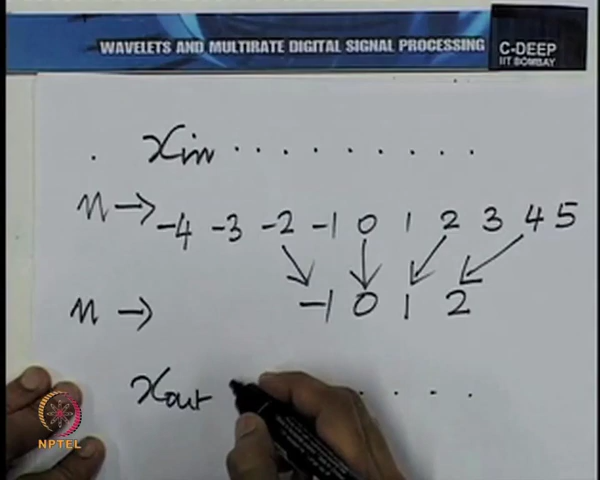 WAVELETS AND MULTIRATE DIGITAL SIGNAL PROCESSING
C-DEEP
IIT BOMBAY
. xin . . . . . . . . .
n → -4 -3 -2 -1 0 1 2 3 4 5
n → -1 0 1 2
xout . . . .
NPTEL